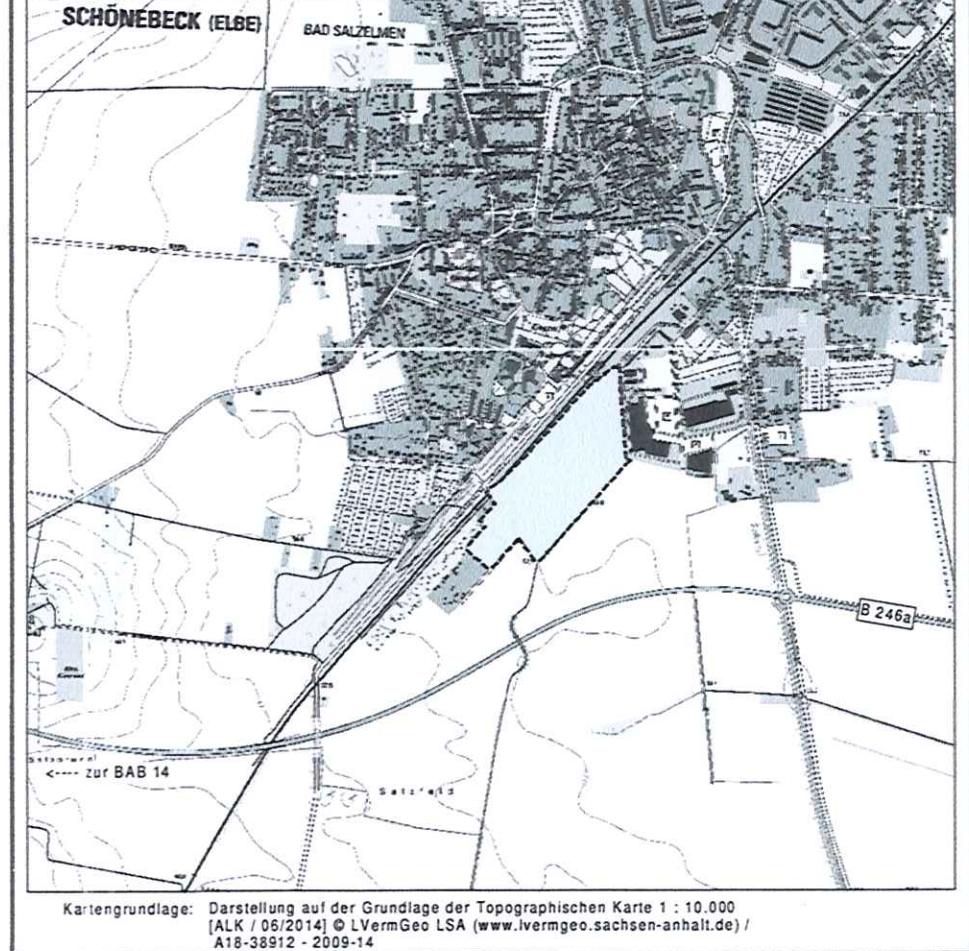 SCHÖNEBECK (ELBE)
BAD SALZELMEN
B 246a
<---- zur BAB 14
Salzfeld
Kartengrundlage: Darstellung auf der Grundlage der Topographischen Karte 1 : 10.000
[ALK / 06/2014] © LVermGeo LSA (www.lvermgeo.sachsen-anhalt.de) /
A18-38912 - 2009-14